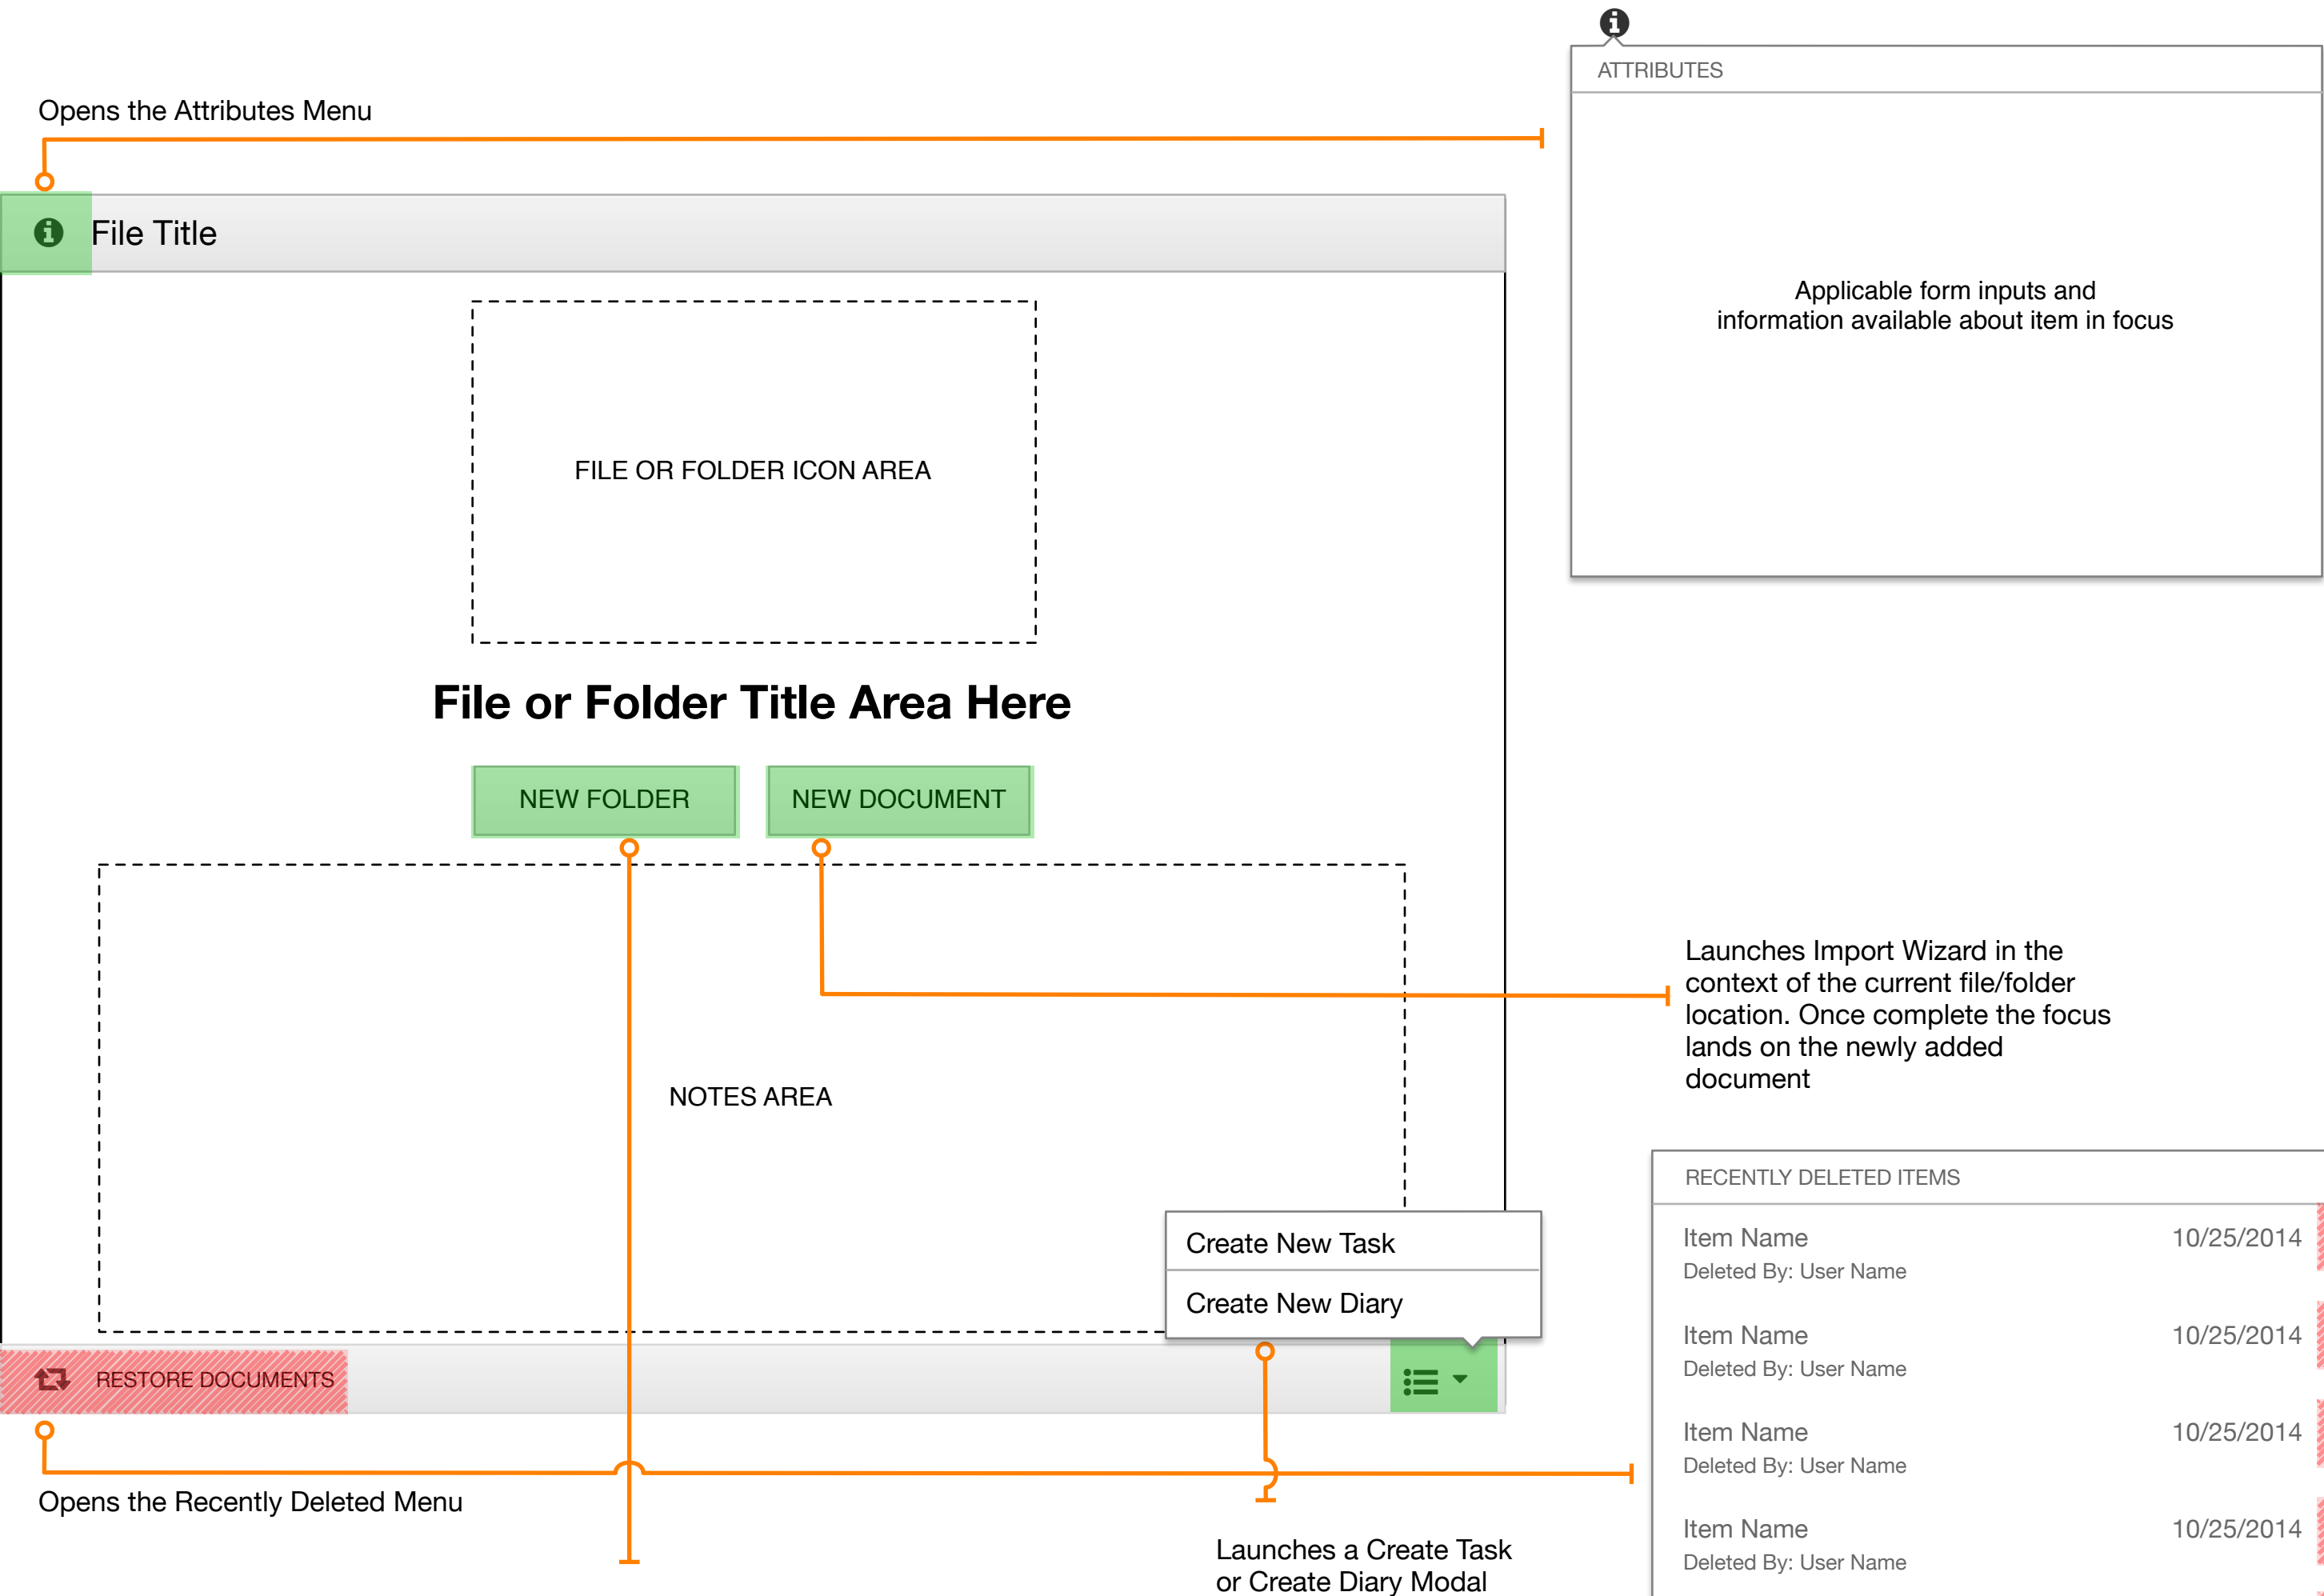 ATTRIBUTES
Opens the Attributes Menu
File Title
Applicable form inputs and
information available about item in focus
FILE OR FOLDER ICON AREA
File or Folder Title Area Here
NEW FOLDER
NEW DOCUMENT
Launches Import Wizard in the
context of the current file/folder
location. Once complete the focus
lands on the newly added
document
NOTES AREA
RECENTLY DELETED ITEMS
Create New Task
Create New Diary
Item Name
10/25/2014
Deleted By: User Name
Item Name
10/25/2014
Deleted By: User Name
RESTORE DOCUMENTS
Item Name
10/25/2014
Deleted By: User Name
Opens the Recently Deleted Menu
Item Name
10/25/2014
Deleted By: User Name
Launches a Create Task
or Create Diary Modal